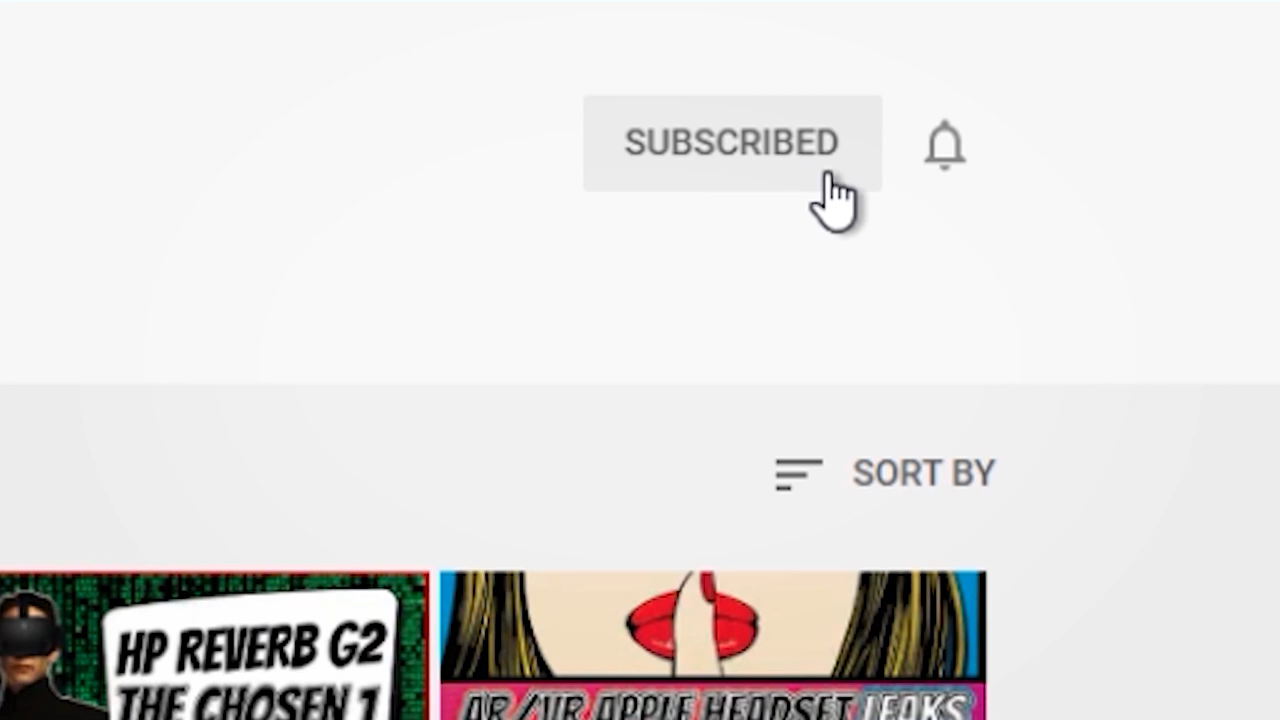 SUBSCRIBED
SORT BY
HP REVERB G2
THE CHOSEN 1
AR/VR APPLE HEADSET LEAKS